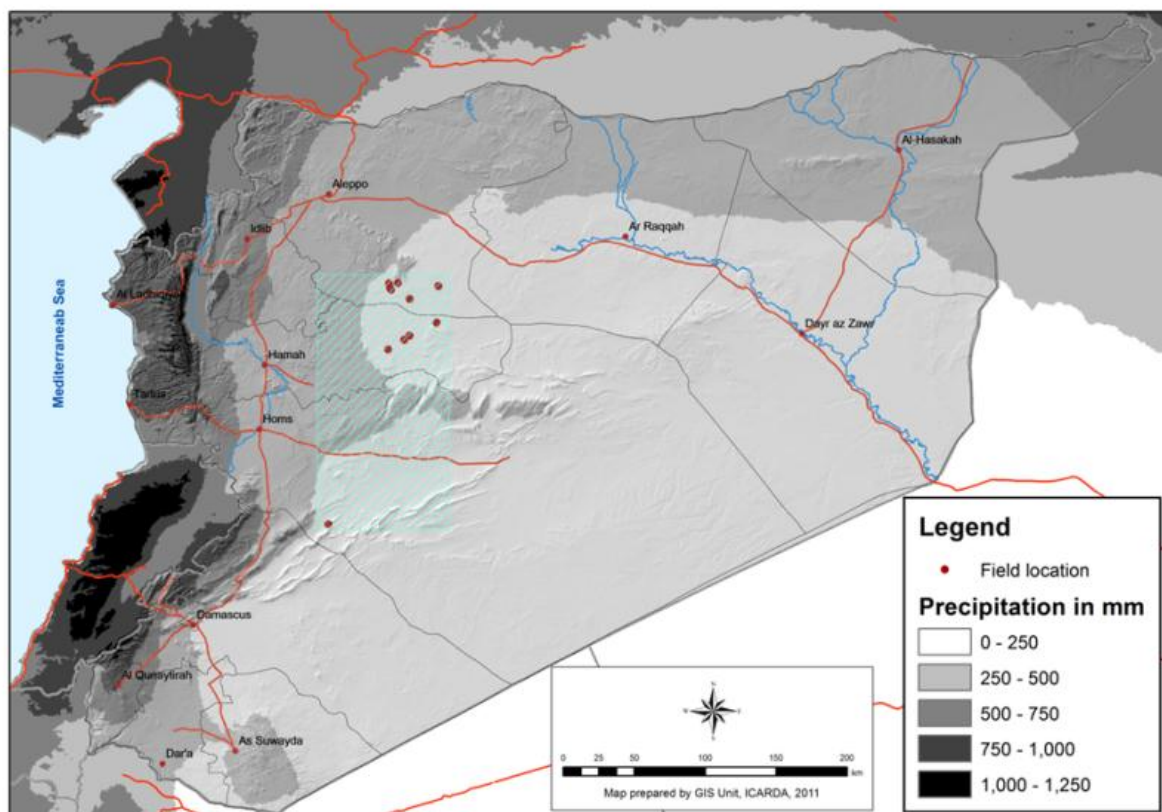 Mediterraneab Sea
Al-Hasakah
Aleppo
Ar Raqqah
Idlib
Al Ladhiqiyah
Dayr az Zawr
Hamah
Tartus
Homs
Damascus
Al Qunaytirah
As Suwayda
Dar'a
N
W
E
S
0 50 100 150 200
km
Map prepared by GIS Unit, ICARDA, 2011
Legend
Field location
Precipitation in mm
0 - 250
250 - 500
500 - 750
750 - 1,000
1,000 - 1,250